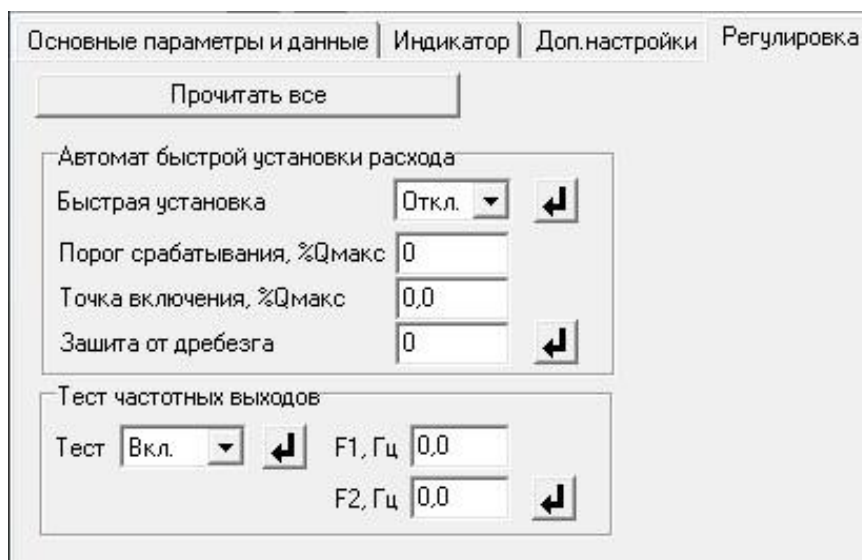 Основные параметры и данные Индикатор Доп.настройки Регулировка
Прочитать все
Автомат быстрой установки расхода
Быстрая установка Откл.
Порог срабатывания, %Qмакс 0
Точка включения, %Qмакс 0,0
Зашита от дребезга 0
Тест частотных выходов
Тест Вкл. F1, Гц 0,0
F2, Гц 0,0